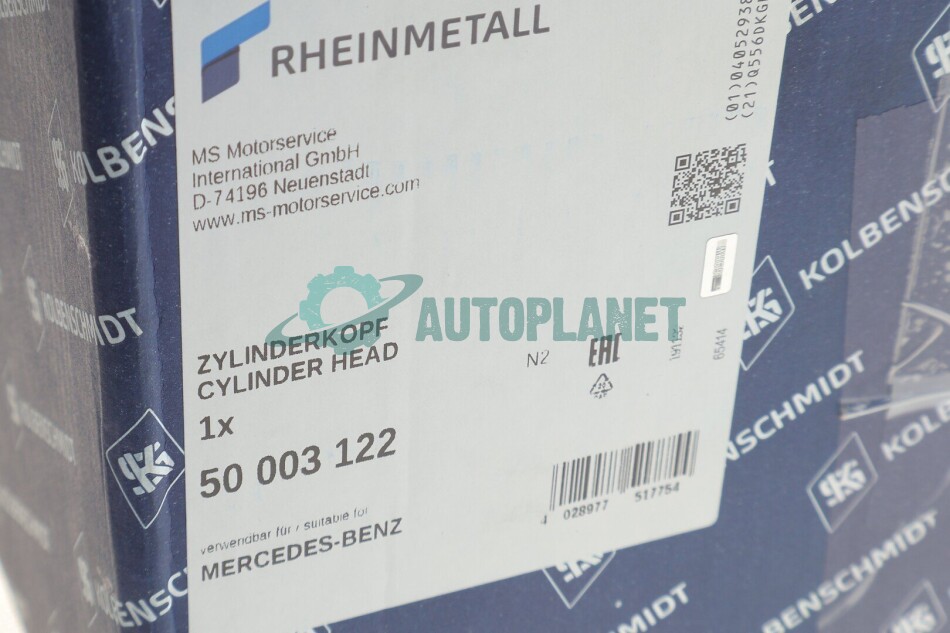 RHEINMETALL
MS Motorservice
International GmbH
D-74196 Neuenstadt
www.ms-motorservice.com
AUTOPLANET
ZYLINDERKOPF
CYLINDER HEAD
1x
50 003 122
verwendbar für / suitable for
MERCEDES-BENZ
N2
EAC
65414
4 028977 517754
KOLBENSCHMIDT
KOLBENSCHMIDT
KOLBENSCHMIDT